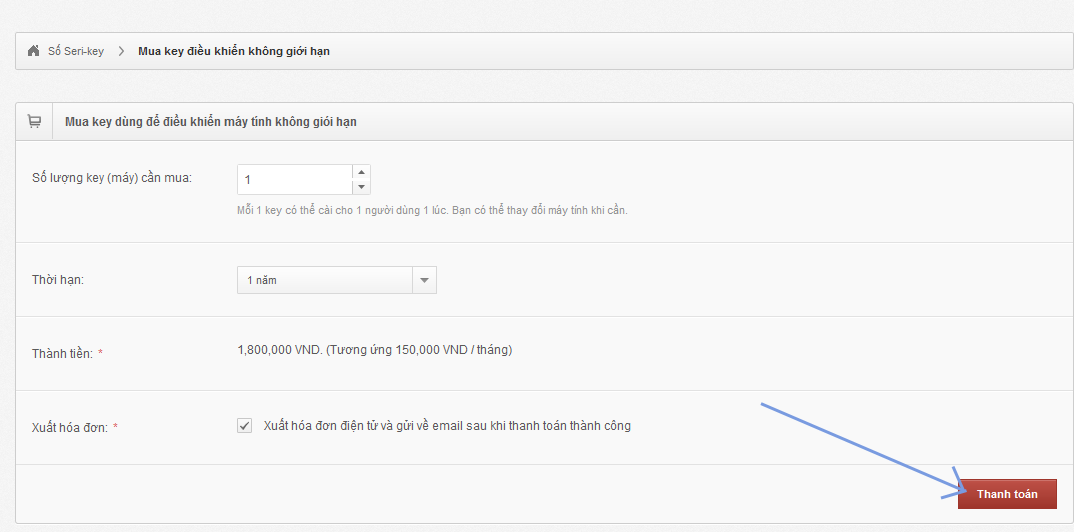 Số Seri-key > Mua key điều khiển không giới hạn
Mua key dùng để điều khiển máy tính không giới hạn
Số lượng key (máy) cần mua: 1
Mỗi 1 key có thể cài cho 1 người dùng 1 lúc. Bạn có thể thay đổi máy tính khi cần.
Thời hạn: 1 năm
Thành tiền: * 1,800,000 VND. (Tương ứng 150,000 VND / tháng)
Xuất hóa đơn: * Xuất hóa đơn điện tử và gửi về email sau khi thanh toán thành công
Thanh toán